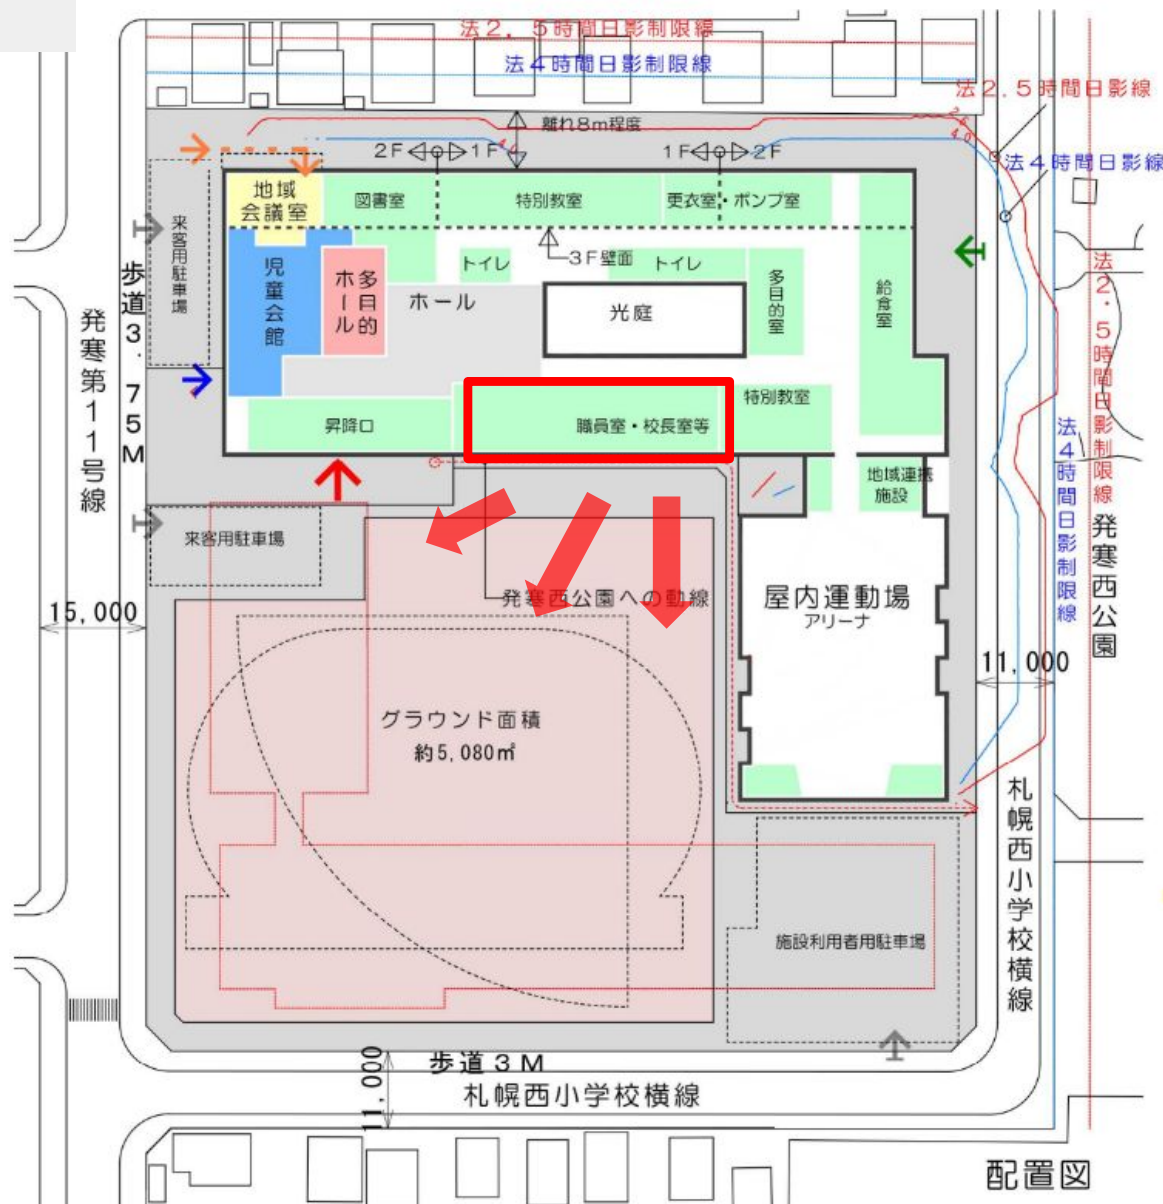 法2．5時間日影制限線
法4時間日影制限線
法2.5時間日影線
離れ8m程度
2.5
4.0
4.0
2F
1F
1F
2F
法4時間日影線
地域
会議室
図書室
特別教室
更衣室・ポンプ室
来客用駐車場
3F壁面
トイレ
トイレ
児童会館
多目的
ホール
ホール
光庭
多目的室
給食室
歩道3.75M
発寒第11号線
法2．5時間日影制限線
昇降口
職員室・校長室等
特別教室
法4時間日影制限線
地域連携
施設
来客用駐車場
発寒西公園
発寒西公園への動線
屋内運動場
アリーナ
15,000
11,000
グラウンド面積
約5,080㎡
札幌西小学校横線
施設利用者用駐車場
歩道3M
11,000
札幌西小学校横線
配置図